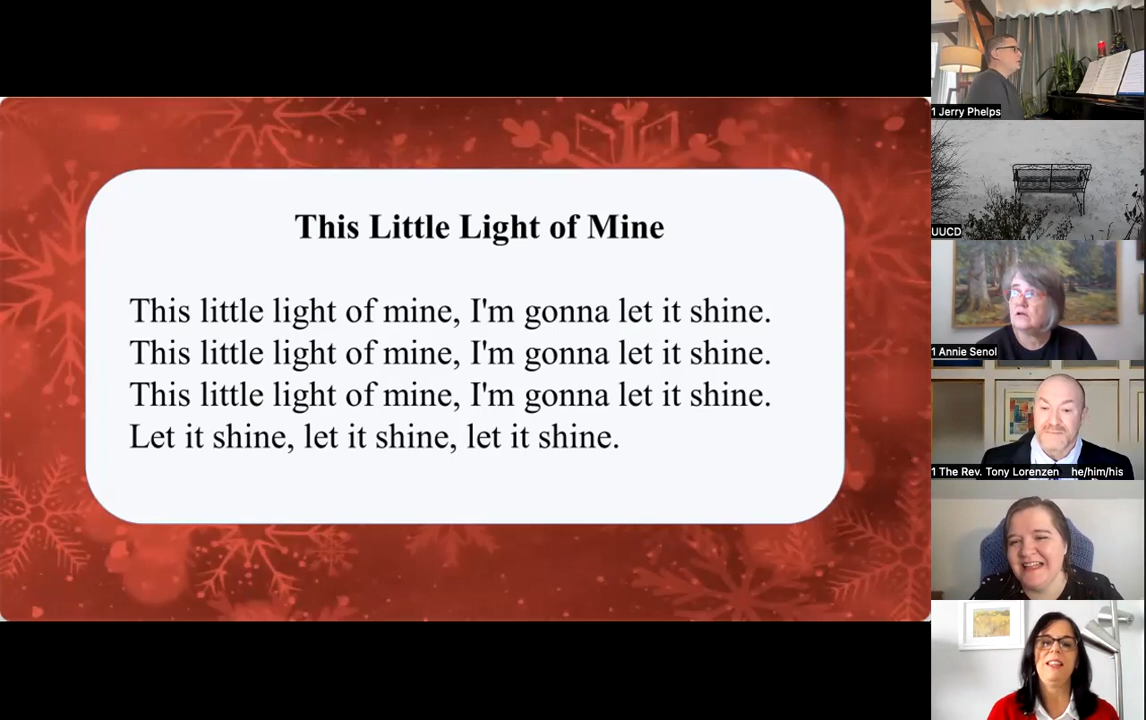 This Little Light of Mine
This little light of mine, I'm gonna let it shine.
This little light of mine, I'm gonna let it shine.
This little light of mine, I'm gonna let it shine.
Let it shine, let it shine, let it shine.
1 Jerry Phelps
UUCD
1 Annie Senol
1 The Rev. Tony Lorenzen he/him/his